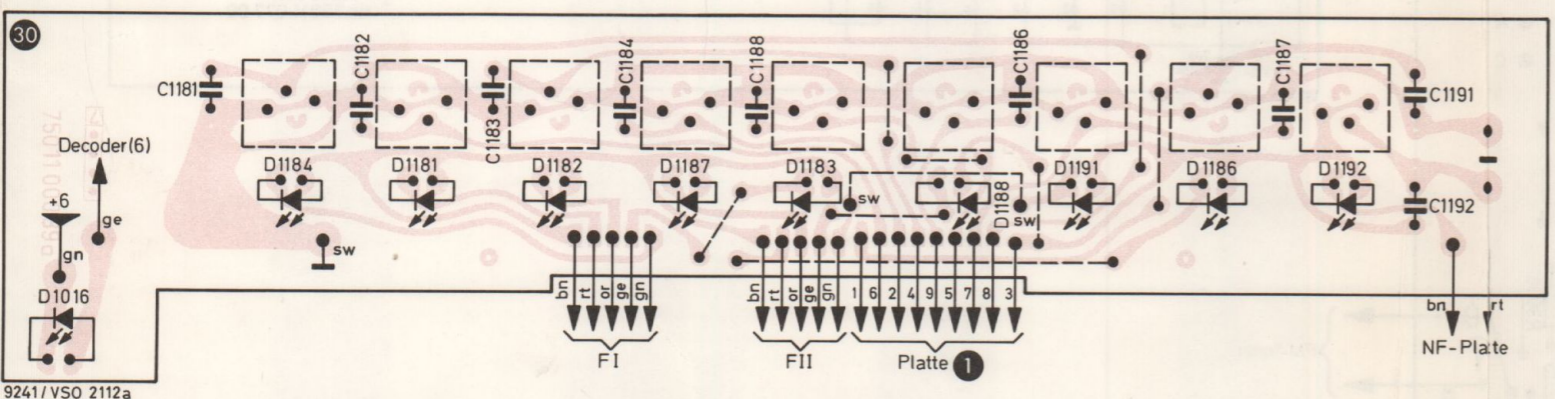 30
C1181
C1182
C1183
C1184
C1188
C1186
C1187
C1191
D1184
D1181
D1182
D1187
D1183
D1188
D1191
D1186
D1192
C1192
Decoder(6)
+6
ge
gn
D1016
sw
sw
sw
bn rt or ge gn
FI
bn rt or ge gn
FII
1 6 2 4 9 5 7 8 3
Platte 1
bn rt
NF-Platte
9241/VSO 2112a